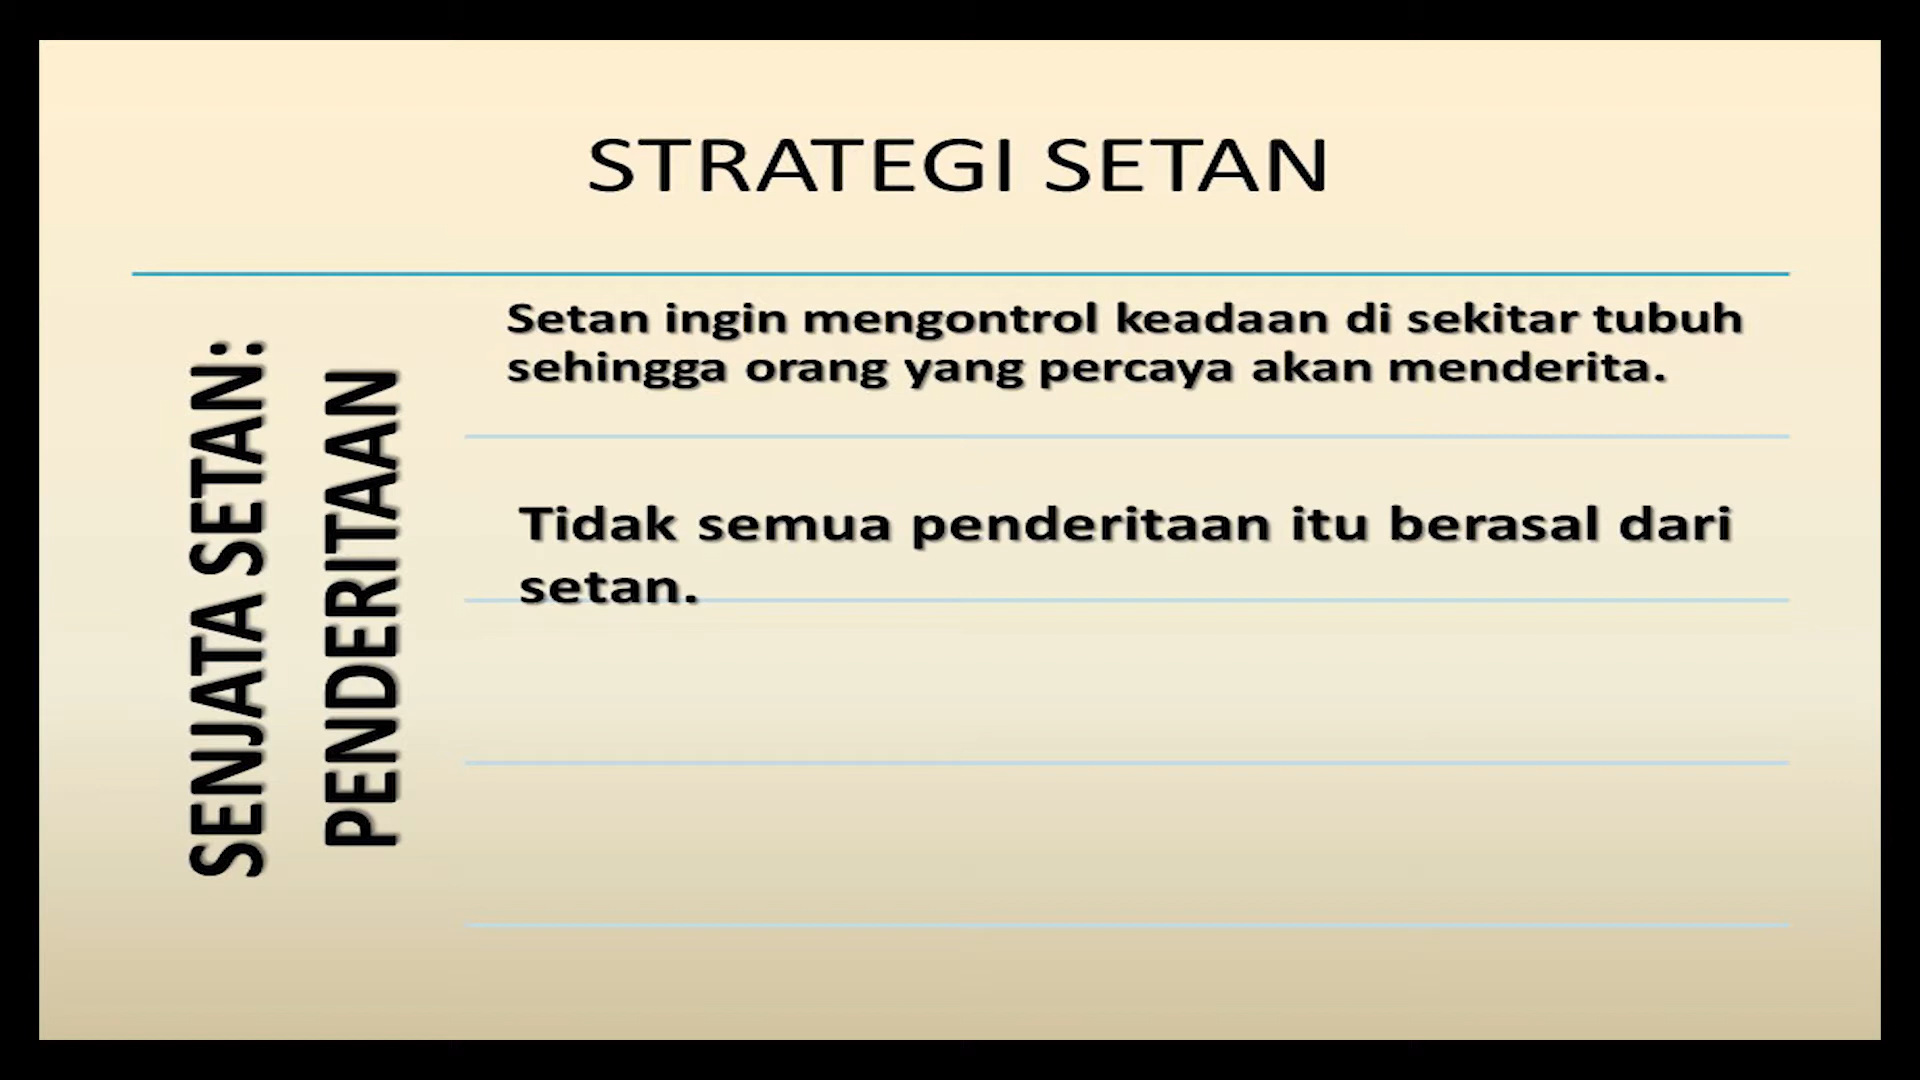 STRATEGI SETAN
SENJATA SETAN:
PENDERITAAN
Setan ingin mengontrol keadaan di sekitar tubuh
sehingga orang yang percaya akan menderita.
Tidak semua penderitaan itu berasal dari
setan.